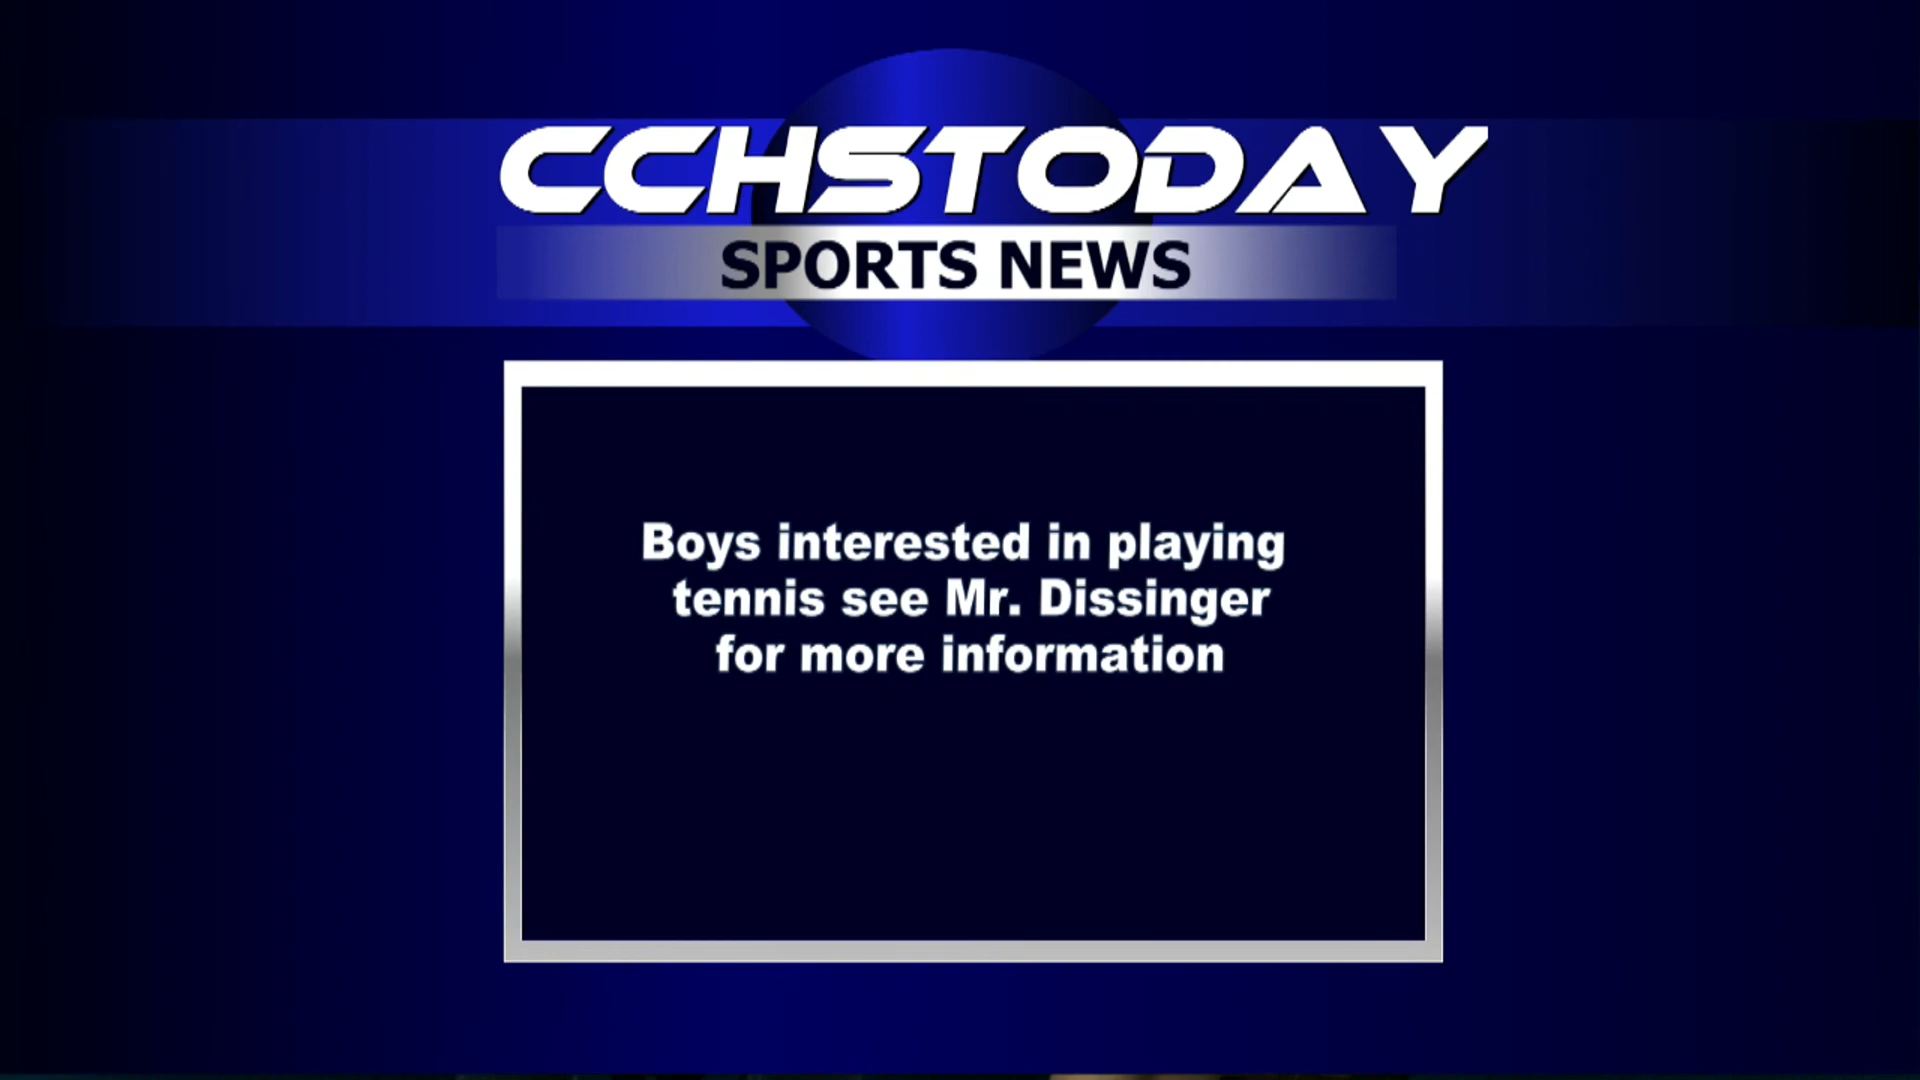 CCHSTODAY
SPORTS NEWS
Boys interested in playing
tennis see Mr. Dissinger
for more information